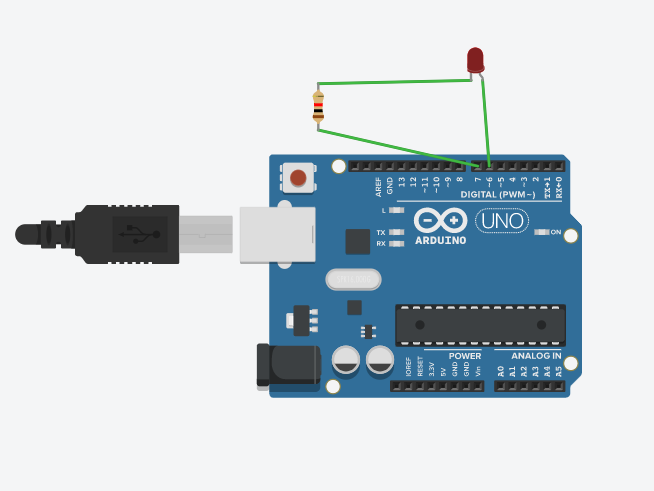 AREF
GND
13
12
~11
~10
~9
8
7
~6
~5
4
~3
2
TX→1
RX←0
DIGITAL (PWM~)
L
TX
RX
UNO
ARDUINO
ON
POWER
ANALOG IN
IOREF
RESET
3.3V
5V
GND
GND
Vin
A0
A1
A2
A3
A4
A5